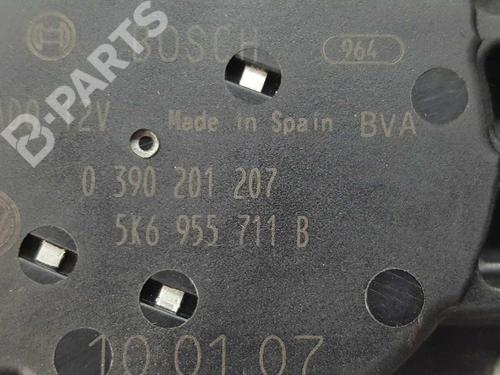 BOSCH 964
12V Made in Spain BVA
0 390 201 207
5K6 955 711 B
10.01.07
B-PARTS